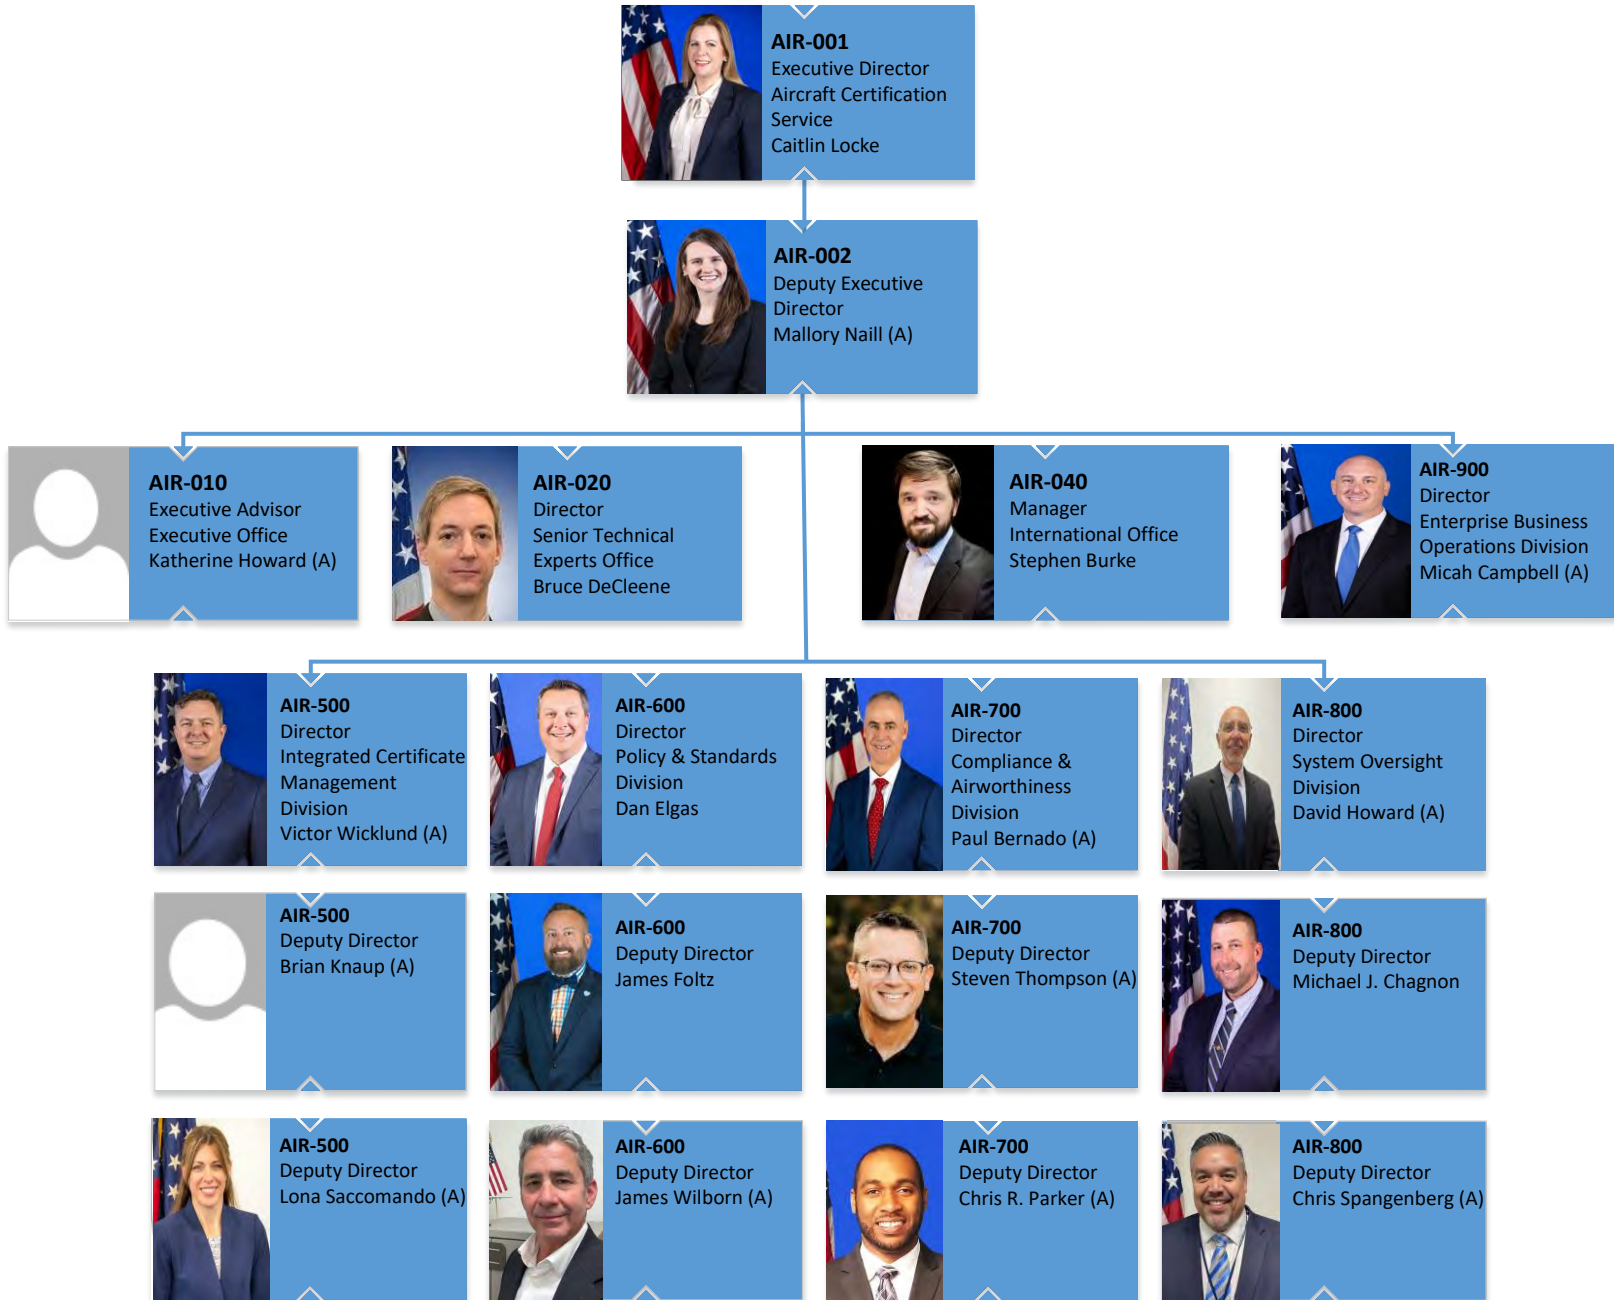 AIR-001
Executive Director
Aircraft Certification
Service
Caitlin Locke
AIR-002
Deputy Executive
Director
Mallory Naill (A)
AIR-010
Executive Advisor
Executive Office
Katherine Howard (A)
AIR-020
Director
Senior Technical
Experts Office
Bruce DeCleene
AIR-040
Manager
International Office
Stephen Burke
AIR-900
Director
Enterprise Business
Operations Division
Micah Campbell (A)
AIR-500
Director
Integrated Certificate
Management
Division
Victor Wicklund (A)
AIR-600
Director
Policy & Standards
Division
Dan Elgas
AIR-700
Director
Compliance &
Airworthiness
Division
Paul Bernado (A)
AIR-800
Director
System Oversight
Division
David Howard (A)
AIR-500
Deputy Director
Brian Knaup (A)
AIR-600
Deputy Director
James Foltz
AIR-700
Deputy Director
Steven Thompson (A)
AIR-800
Deputy Director
Michael J. Chagnon
AIR-500
Deputy Director
Lona Saccomando (A)
AIR-600
Deputy Director
James Wilborn (A)
AIR-700
Deputy Director
Chris R. Parker (A)
AIR-800
Deputy Director
Chris Spangenberg (A)